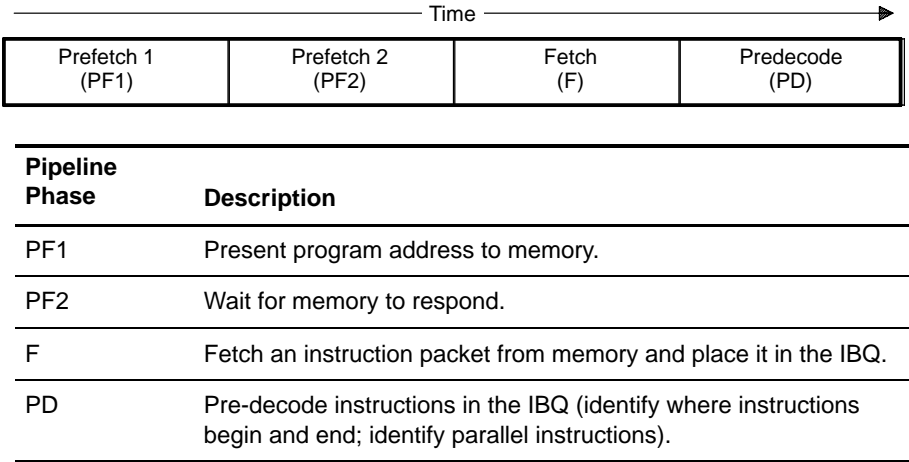 Time
Prefetch 1
(PF1)
Prefetch 2
(PF2)
Fetch
(F)
Predecode
(PD)
Pipeline
Phase
Description
PF1 Present program address to memory.
PF2 Wait for memory to respond.
F Fetch an instruction packet from memory and place it in the IBQ.
PD Pre-decode instructions in the IBQ (identify where instructions
begin and end; identify parallel instructions).